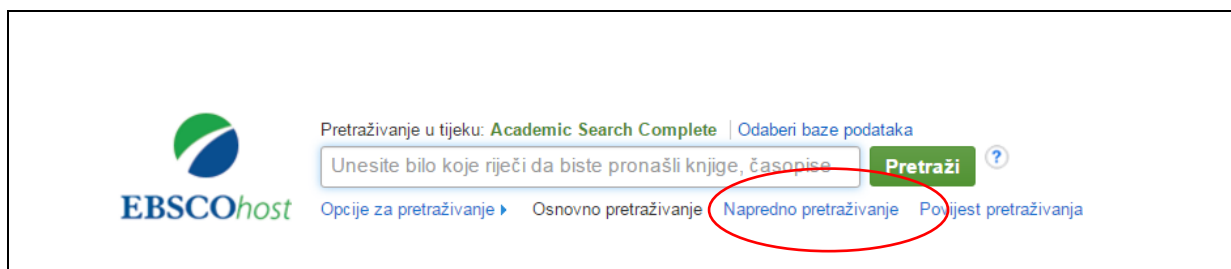 Pretraživanje u tijeku: Academic Search Complete | Odaberi baze podataka
Unesite bilo koje riječi da biste pronašli knjige, časopise Pretraži ?
EBSCOhost Opcije za pretraživanje Osnovno pretraživanje Napredno pretraživanje Povijest pretraživanja